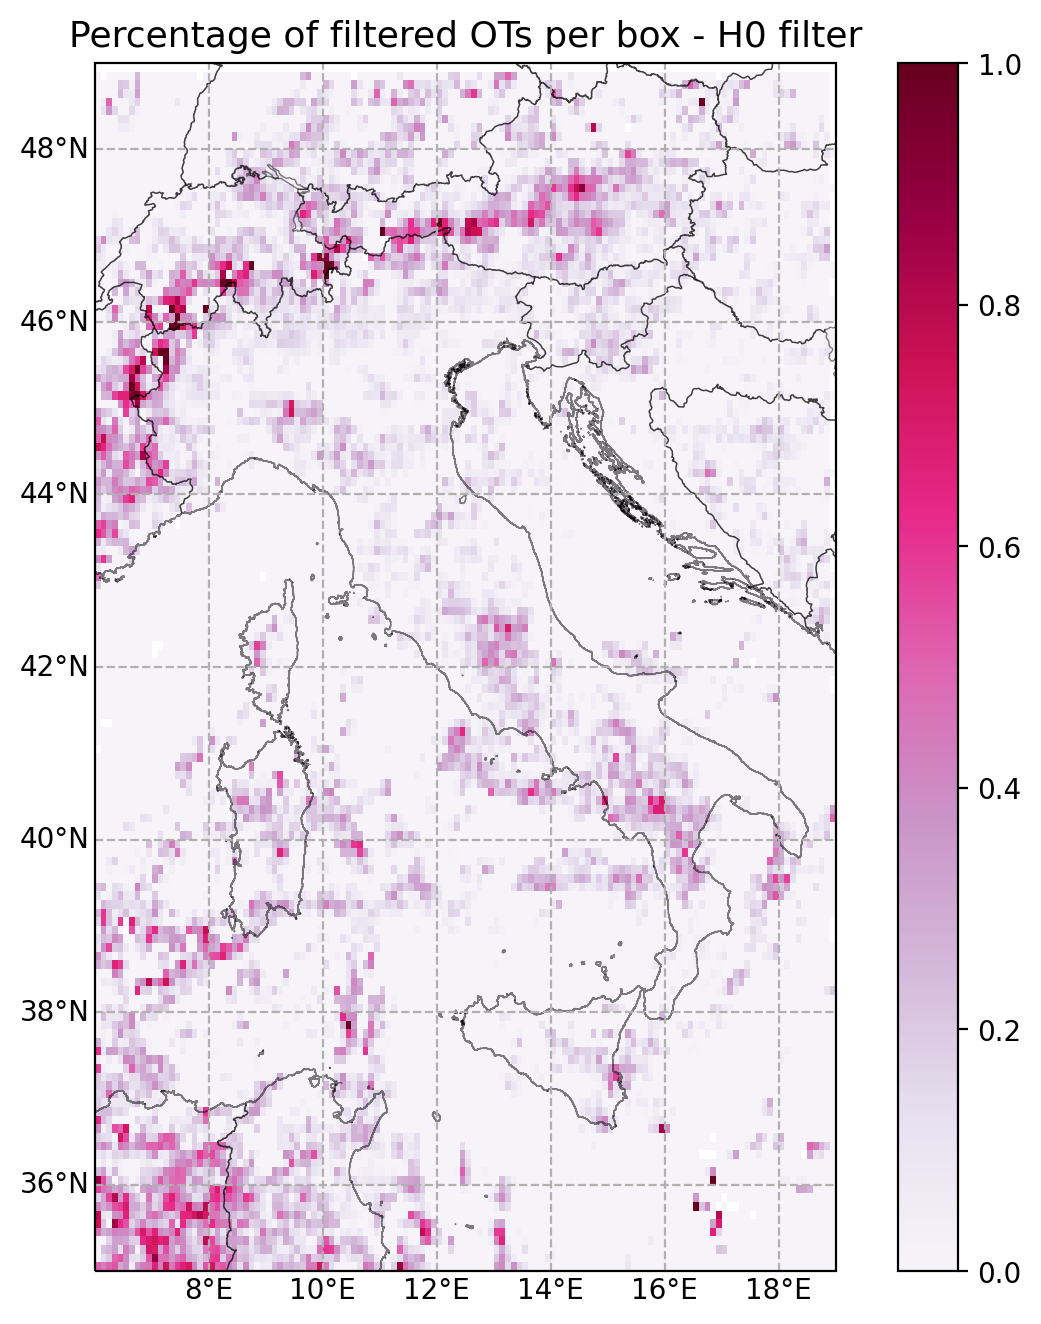 Percentage of filtered OTs per box - H0 filter
48°N
46°N
44°N
42°N
40°N
38°N
36°N
8°E 10°E 12°E 14°E 16°E 18°E
1.0
0.8
0.6
0.4
0.2
0.0